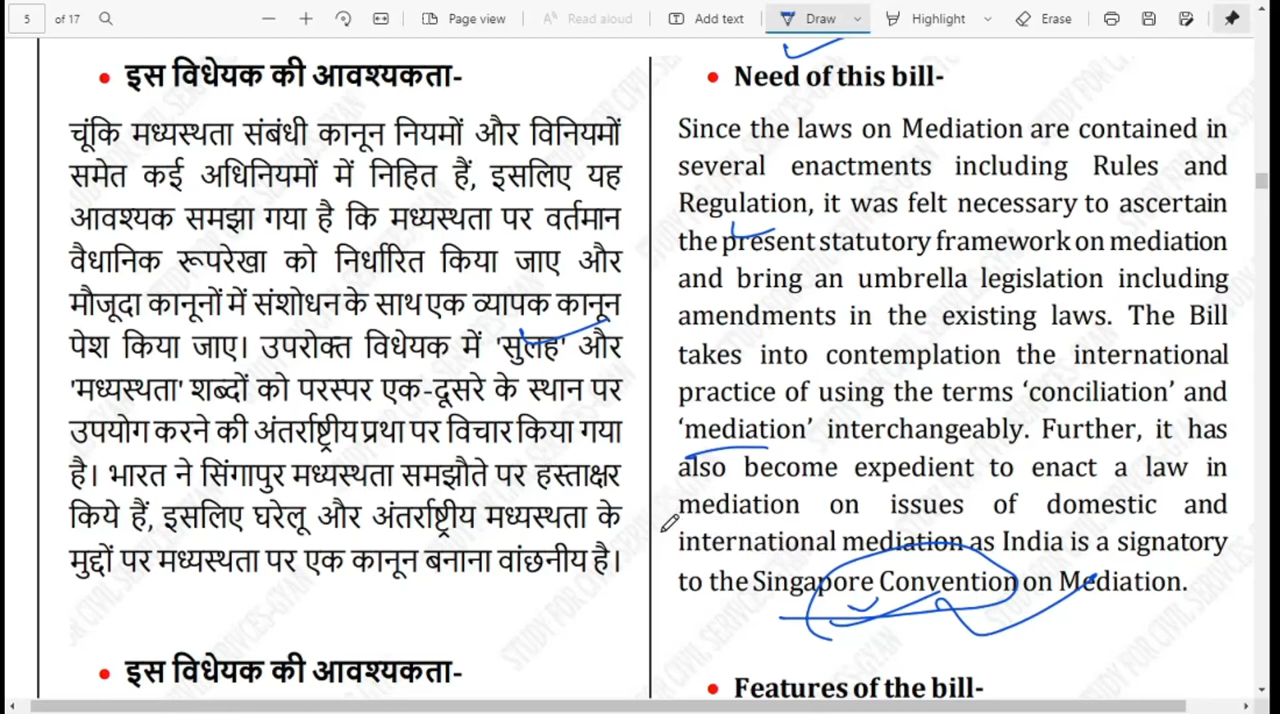 5 of 17
Page view
Read aloud
Add text
Draw
Highlight
Erase
इस विधेयक की आवश्यकता-
चूंकि मध्यस्थता संबंधी कानून नियमों और विनियमों
समेत कई अधिनियमों में निहित हैं, इसलिए यह
आवश्यक समझा गया है कि मध्यस्थता पर वर्तमान
वैधानिक रूपरेखा को निर्धारित किया जाए और
मौजूदा कानूनों में संशोधन के साथ एक व्यापक कानून
पेश किया जाए। उपरोक्त विधेयक में 'सुलह' और
'मध्यस्थता' शब्दों को परस्पर एक-दूसरे के स्थान पर
उपयोग करने की अंतर्राष्ट्रीय प्रथा पर विचार किया गया
है। भारत ने सिंगापुर मध्यस्थता समझौते पर हस्ताक्षर
किये हैं, इसलिए घरेलू और अंतर्राष्ट्रीय मध्यस्थता के
मुद्दों पर मध्यस्थता पर एक कानून बनाना वांछनीय है।
इस विधेयक की आवश्यकता-
Need of this bill-
Since the laws on Mediation are contained in
several enactments including Rules and
Regulation, it was felt necessary to ascertain
the present statutory framework on mediation
and bring an umbrella legislation including
amendments in the existing laws. The Bill
takes into contemplation the international
practice of using the terms ‘conciliation’ and
‘mediation’ interchangeably. Further, it has
also become expedient to enact a law in
mediation on issues of domestic and
international mediation as India is a signatory
to the Singapore Convention on Mediation.
Features of the bill-